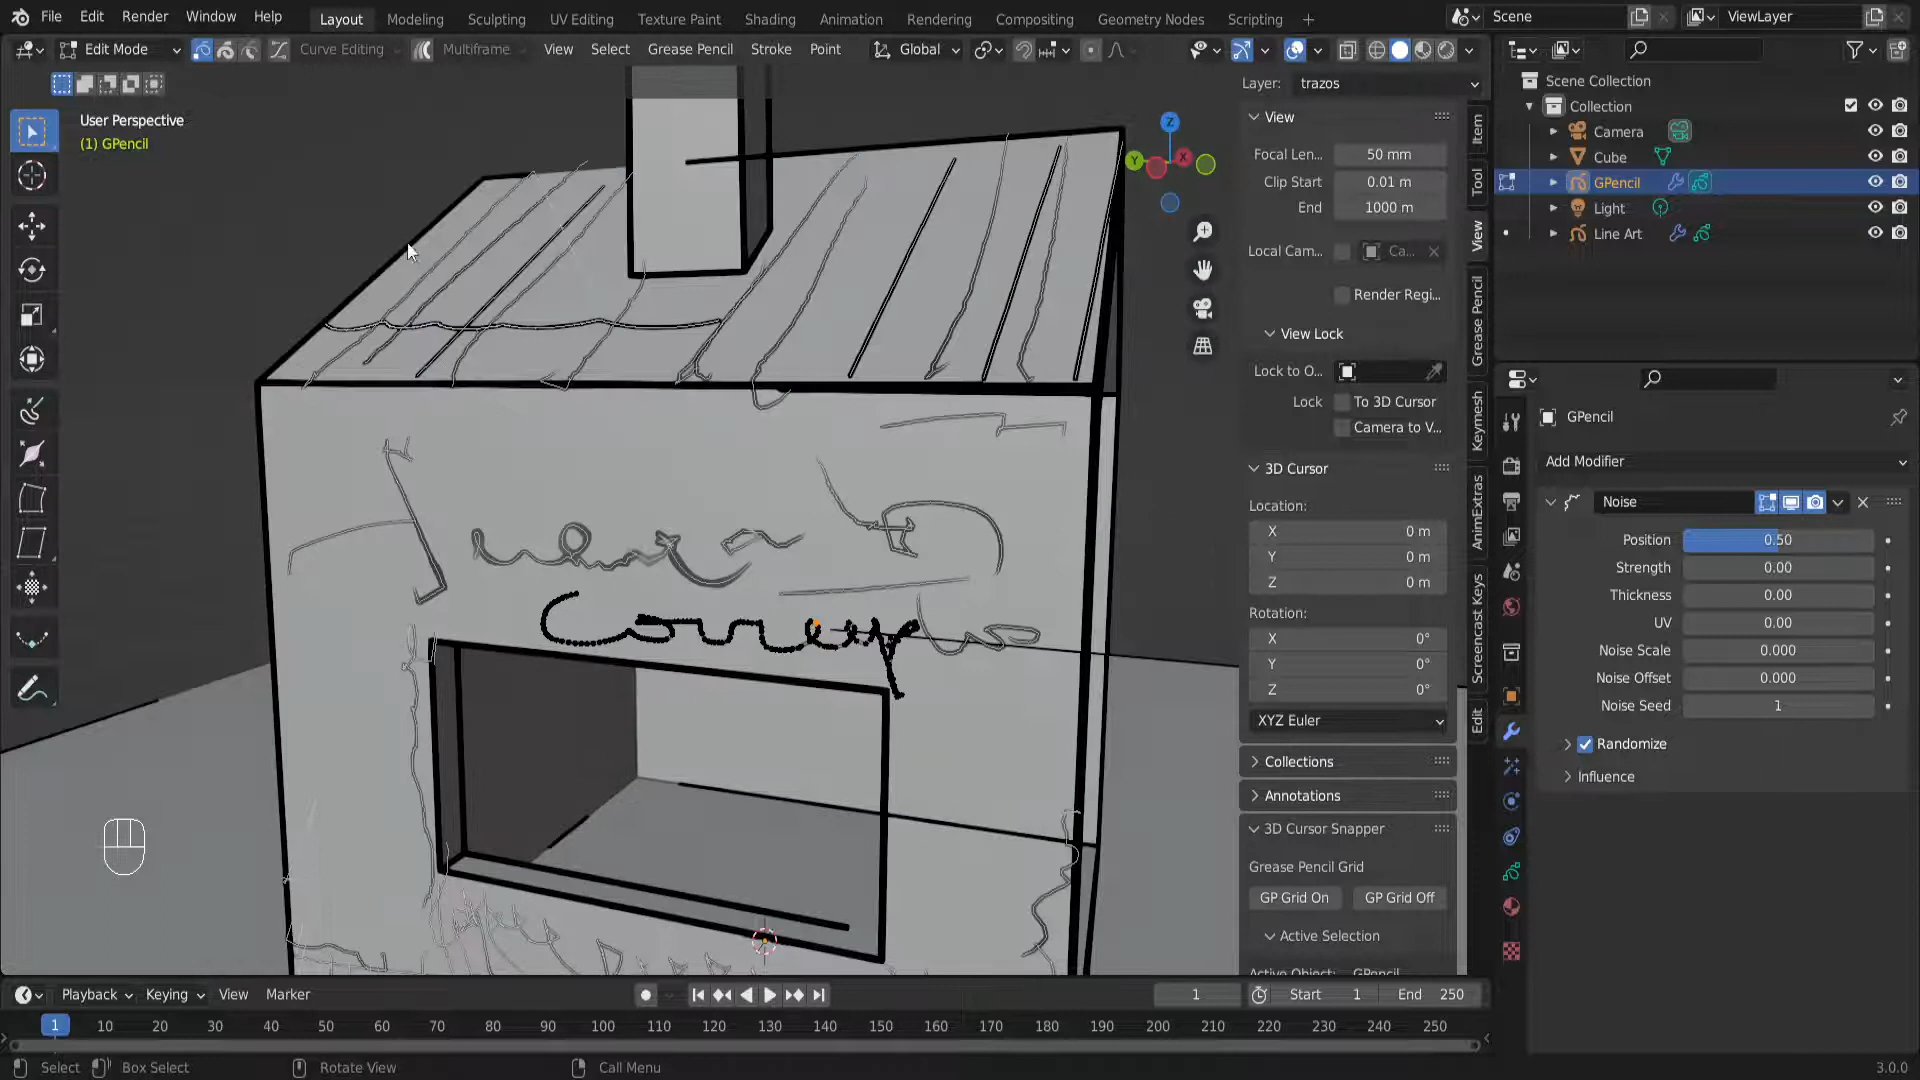 File Edit Render Window Help Layout Modeling Sculpting UV Editing Texture Paint Shading Animation Rendering Compositing Geometry Nodes Scripting + Scene ViewLayer
Edit Mode Curve Editing Multiframe View Select Grease Pencil Stroke Point Global
Layer: trazos
User Perspective
(1) GPencil
View
Focal Len... 50 mm
Clip Start 0.01 m
End 1000 m
Local Cam... Ca...
Render Regi...
View Lock
Lock to O...
Lock To 3D Cursor
Camera to V...
3D Cursor
Location:
X 0 m
Y 0 m
Z 0 m
Rotation:
X 0°
Y 0°
Z 0°
XYZ Euler
Collections
Annotations
3D Cursor Snapper
Grease Pencil Grid
GP Grid On GP Grid Off
Active Selection
Active Object: GPencil
Item
Tool
View
Grease Pencil
Keymesh
AnimExtras
Screencast Keys
Edit
Z
Y
X
Scene Collection
Collection
Camera
Cube
GPencil
Light
Line Art
GPencil
Add Modifier
Noise
Position 0.50
Strength 0.00
Thickness 0.00
UV 0.00
Noise Scale 0.000
Noise Offset 0.000
Noise Seed 1
Randomize
Influence
Playback Keying View Marker 1 Start 1 End 250
1 10 20 30 40 50 60 70 80 90 100 110 120 130 140 150 160 170 180 190 200 210 220 230 240 250
Select Box Select Rotate View Call Menu 3.0.0